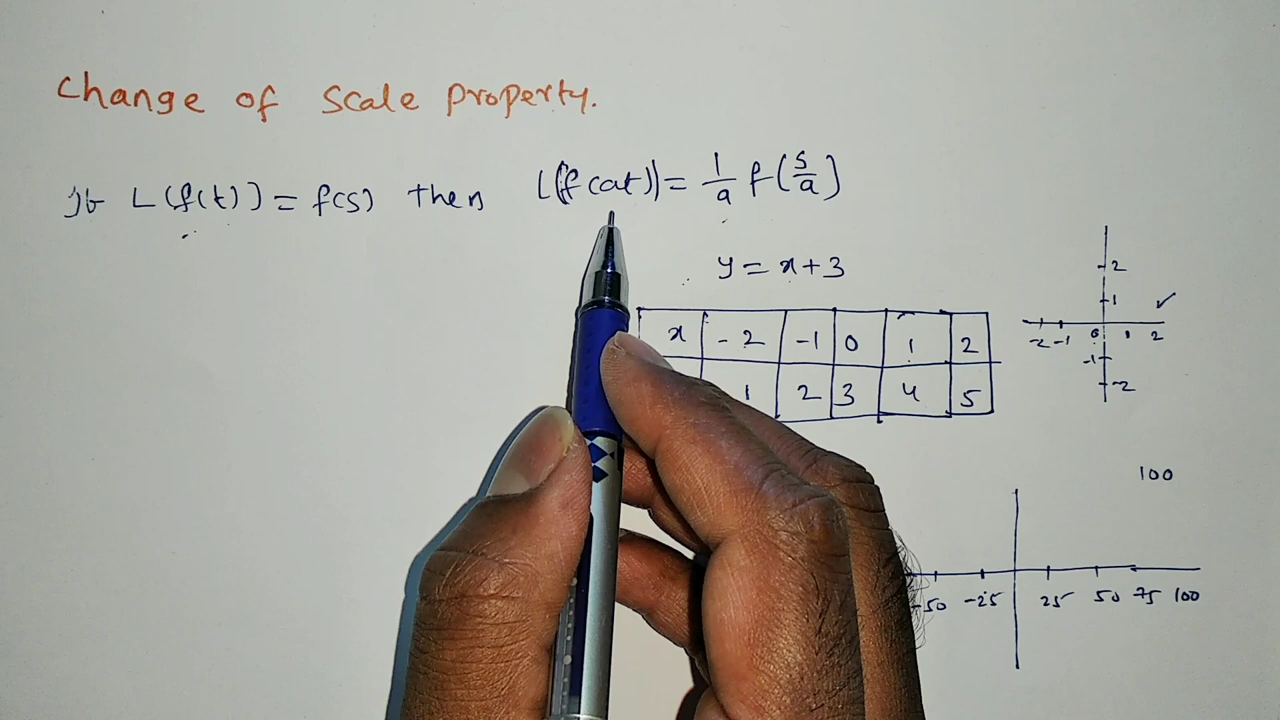 Change of scale property.
If L(f(t)) = f(s) then L(f(at)) = 1/a f(s/a)
y = x+3
x -2 -1 0 1 2
1 2 3 4 5
2
1
-2 -1 0 1 2
-1
-2
100
-50 -25 25 50 75 100